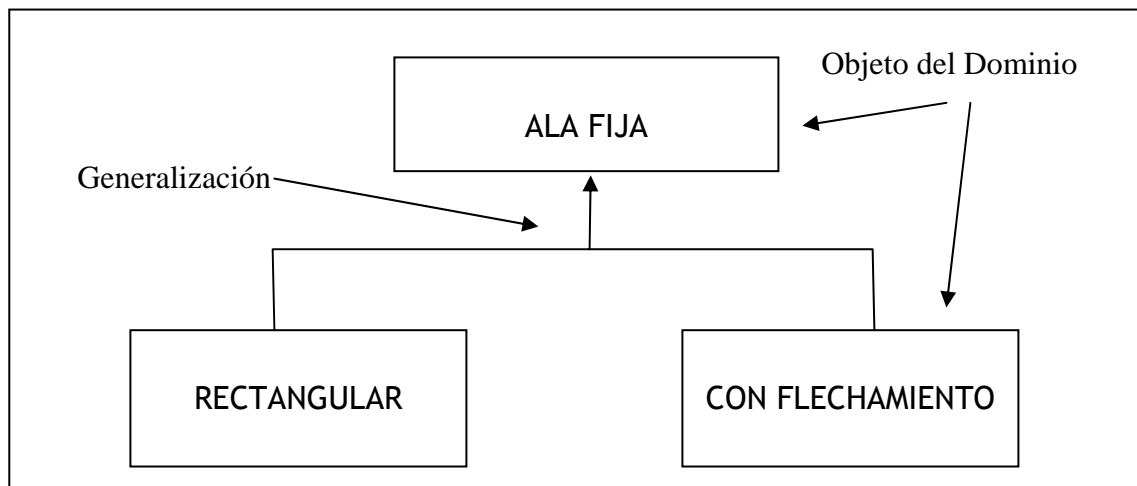 Objeto del Dominio
ALA FIJA
Generalización
RECTANGULAR
CON FLECHAMIENTO